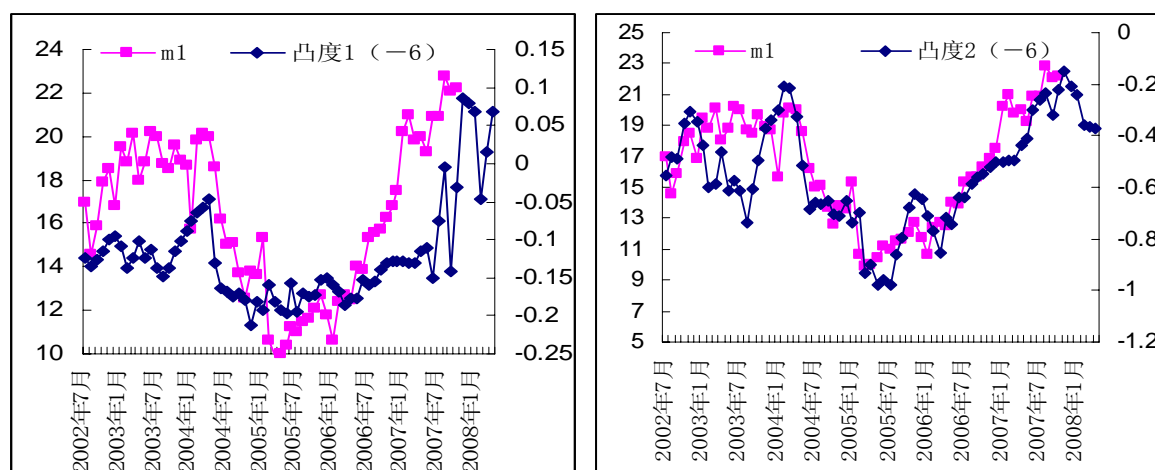 m1 凸度1（－6）
24
22
20
18
16
14
12
10
0.15
0.1
0.05
0
-0.05
-0.1
-0.15
-0.2
-0.25
2002年7月
2003年1月
2003年7月
2004年1月
2004年7月
2005年1月
2005年7月
2006年1月
2006年7月
2007年1月
2007年7月
2008年1月
m1 凸度2（－6）
25
23
21
19
17
15
13
11
9
7
5
0
-0.2
-0.4
-0.6
-0.8
-1
-1.2
2002年7月
2003年1月
2003年7月
2004年1月
2004年7月
2005年1月
2005年7月
2006年1月
2006年7月
2007年1月
2007年7月
2008年1月